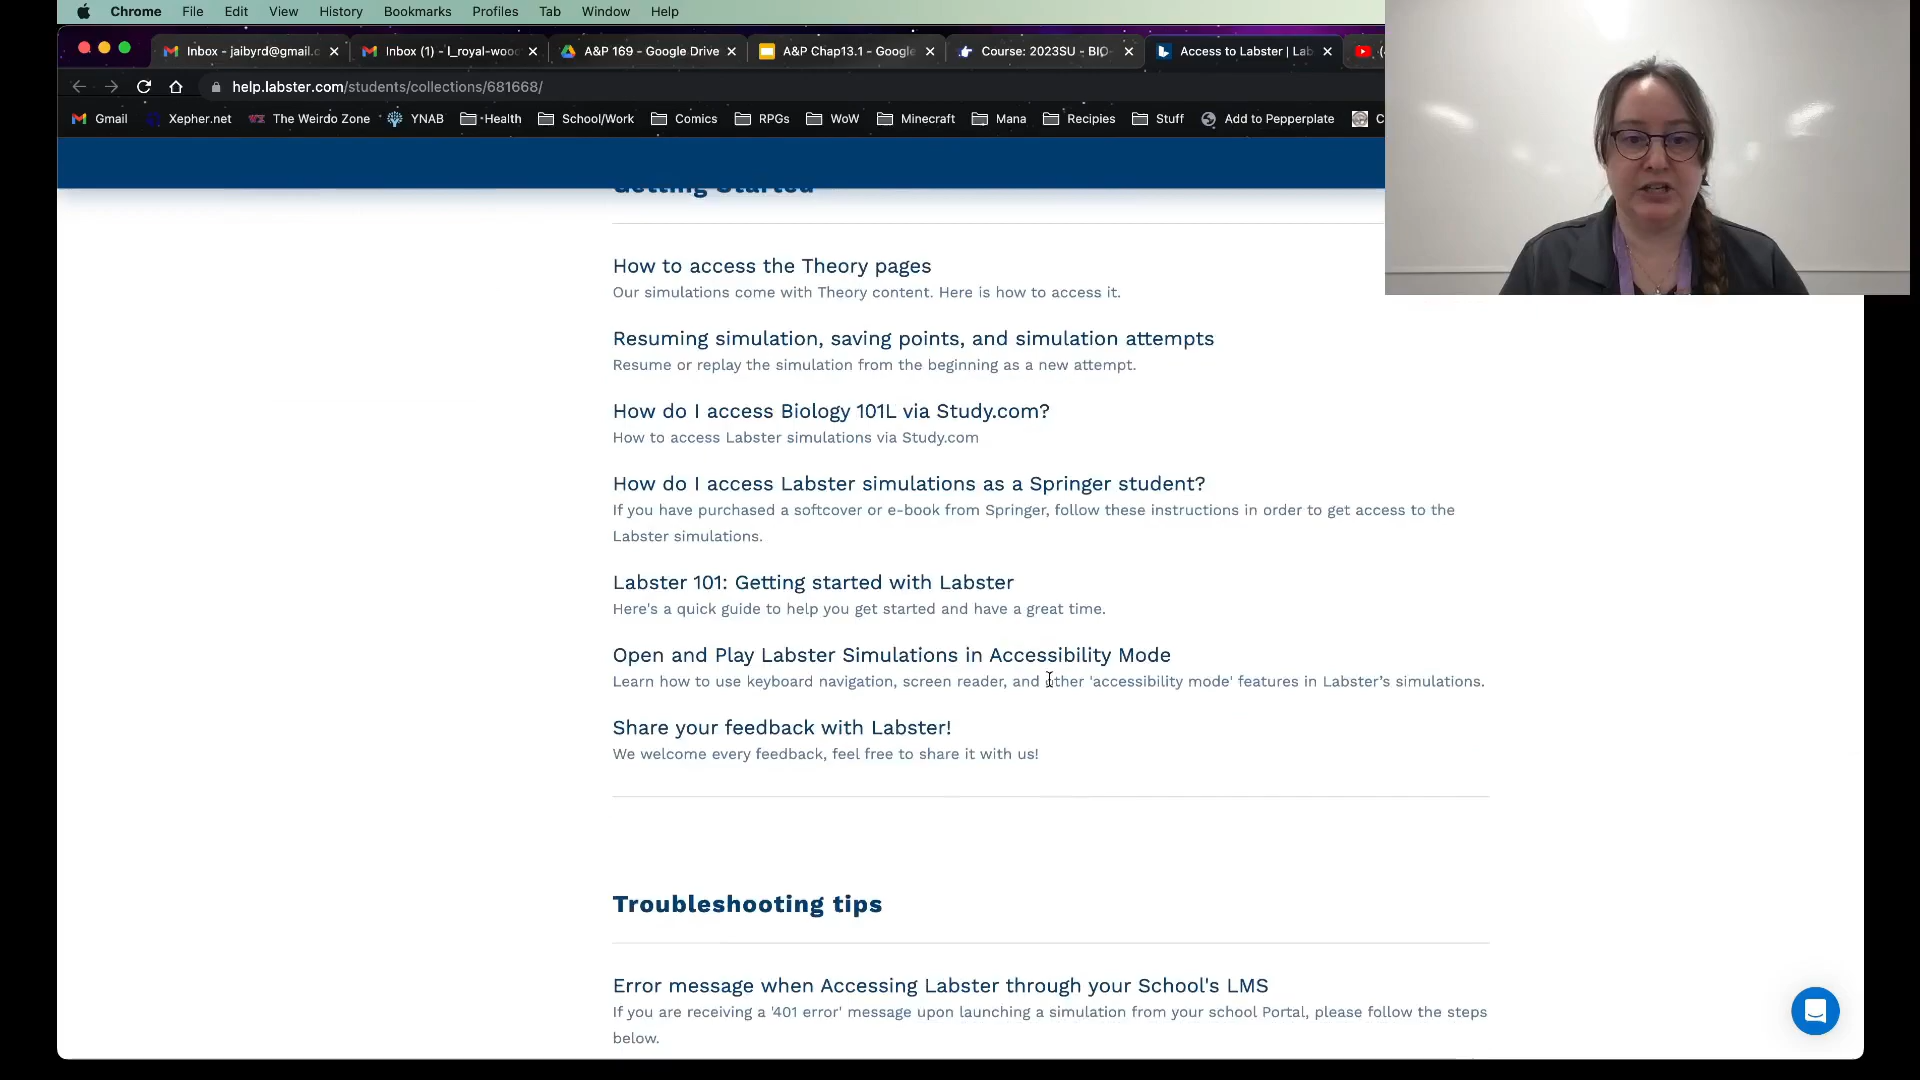 Chrome File Edit View History Bookmarks Profiles Tab Window Help
Inbox - jaibyrd@gmail.c Inbox (1) - l_royal-woo A&P 169 - Google Drive A&P Chap13.1 - Google Course: 2023SU - BIO- Access to Labster | Lab
help.labster.com/students/collections/681668/
Gmail Xepher.net The Weirdo Zone YNAB Health School/Work Comics RPGs WoW Minecraft Mana Recipies Stuff Add to Pepperplate C
Getting Started
How to access the Theory pages
Our simulations come with Theory content. Here is how to access it.
Resuming simulation, saving points, and simulation attempts
Resume or replay the simulation from the beginning as a new attempt.
How do I access Biology 101L via Study.com?
How to access Labster simulations via Study.com
How do I access Labster simulations as a Springer student?
If you have purchased a softcover or e-book from Springer, follow these instructions in order to get access to the
Labster simulations.
Labster 101: Getting started with Labster
Here's a quick guide to help you get started and have a great time.
Open and Play Labster Simulations in Accessibility Mode
Learn how to use keyboard navigation, screen reader, and other 'accessibility mode' features in Labster’s simulations.
Share your feedback with Labster!
We welcome every feedback, feel free to share it with us!
Troubleshooting tips
Error message when Accessing Labster through your School's LMS
If you are receiving a '401 error' message upon launching a simulation from your school Portal, please follow the steps
below.